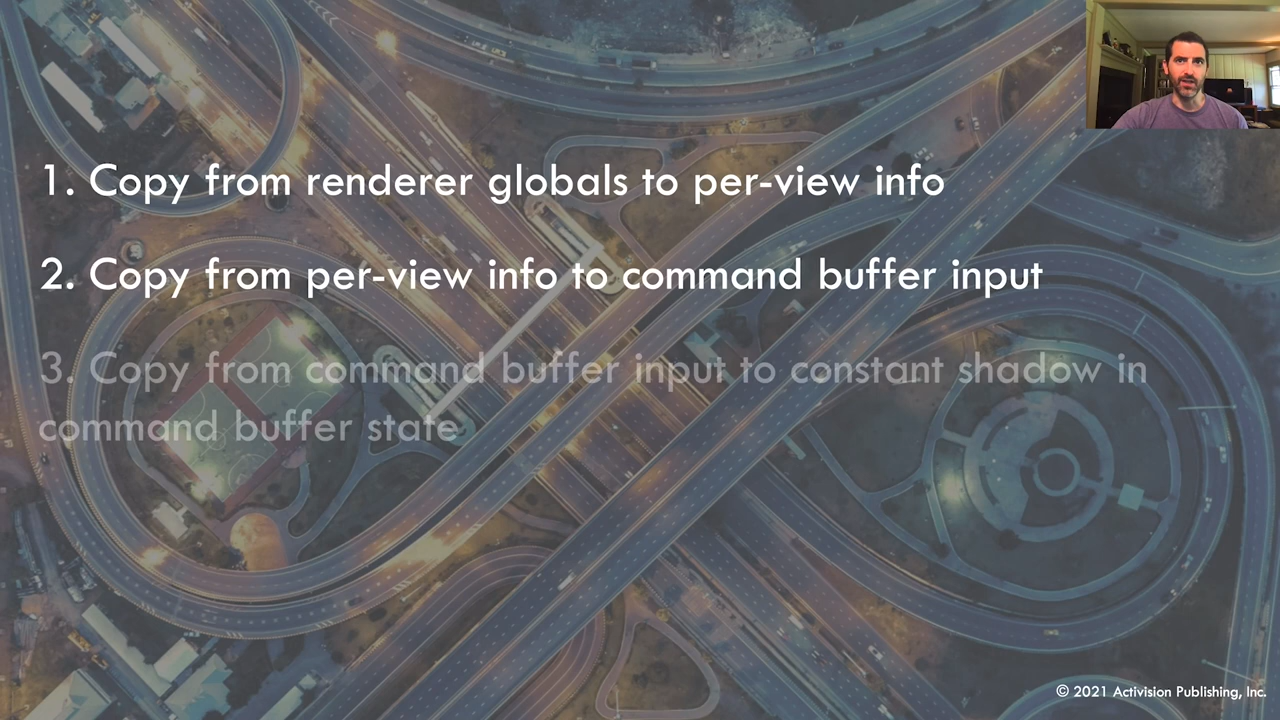 1. Copy from renderer globals to per-view info
2. Copy from per-view info to command buffer input
3. Copy from command buffer input to constant shadow in
command buffer state
© 2021 Activision Publishing, Inc.